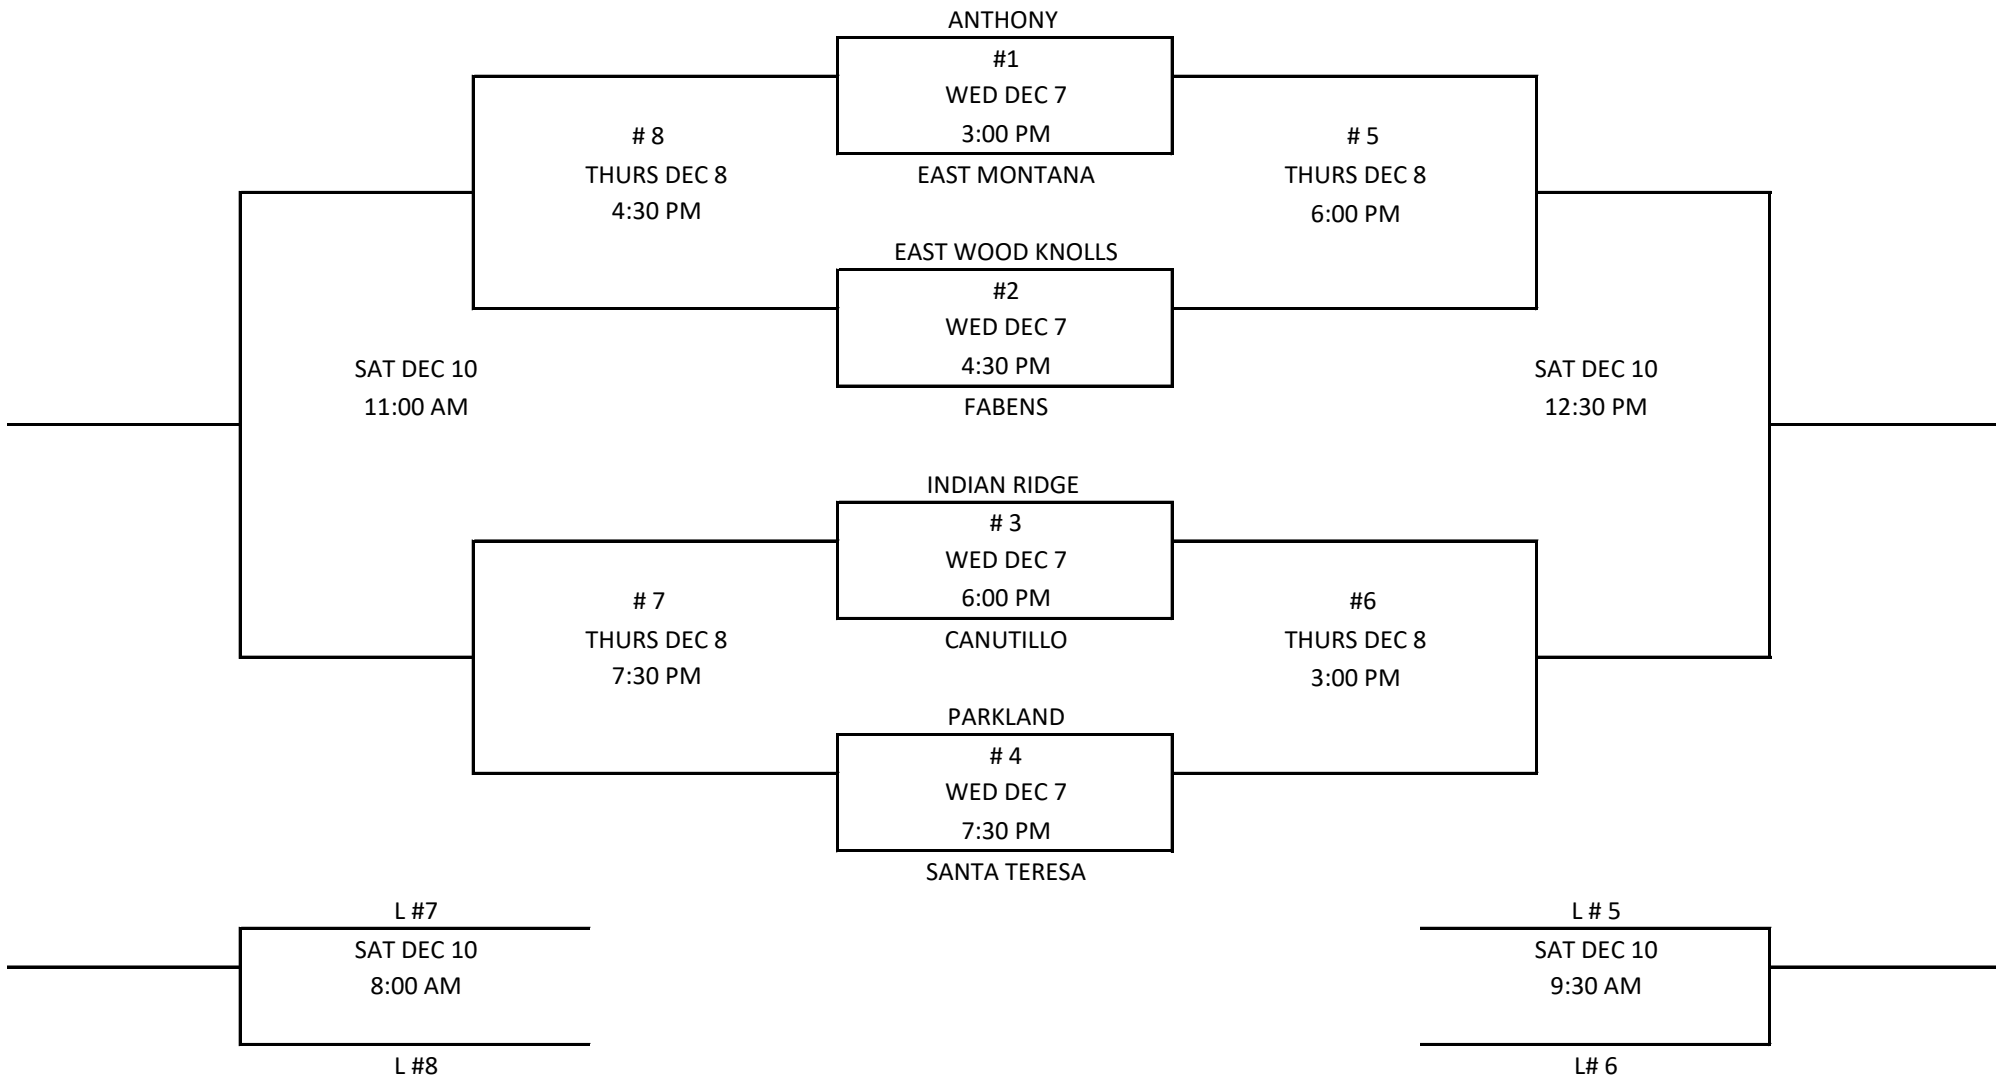 ANTHONY
#1
WED DEC 7
3:00 PM
EAST MONTANA
# 8
THURS DEC 8
4:30 PM
# 5
THURS DEC 8
6:00 PM
EAST WOOD KNOLLS
#2
WED DEC 7
4:30 PM
FABENS
SAT DEC 10
11:00 AM
SAT DEC 10
12:30 PM
INDIAN RIDGE
# 3
WED DEC 7
6:00 PM
CANUTILLO
# 7
THURS DEC 8
7:30 PM
#6
THURS DEC 8
3:00 PM
PARKLAND
# 4
WED DEC 7
7:30 PM
SANTA TERESA
L #7
SAT DEC 10
8:00 AM
L #8
L # 5
SAT DEC 10
9:30 AM
L# 6